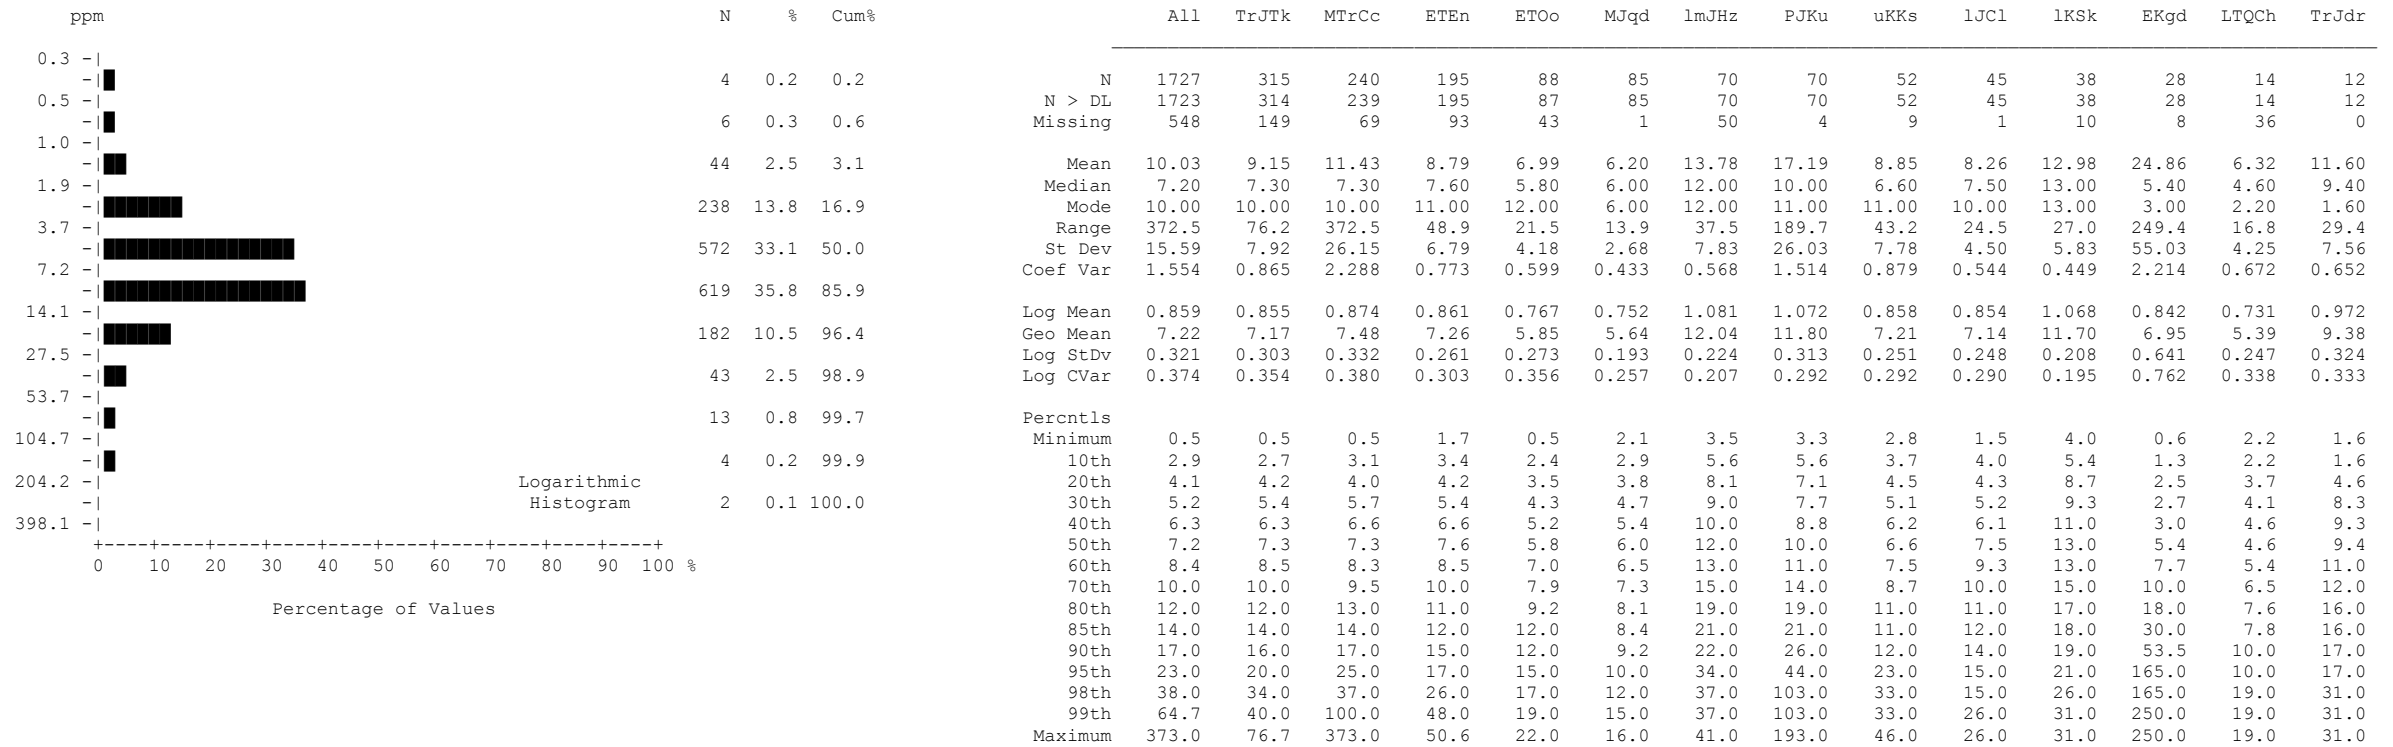 ppm N % Cum% All TrJTk MTrCc ETEn ETOo MJqd lmJHz PJKu uKKs lJCl lKSk EKgd LTQCh TrJdr
0.3 -|
-| 4 0.2 0.2 N 1727 315 240 195 88 85 70 70 52 45 38 28 14 12
0.5 -| N > DL 1723 314 239 195 87 85 70 70 52 45 38 28 14 12
-| 6 0.3 0.6 Missing 548 149 69 93 43 1 50 4 9 1 10 8 36 0
1.0 -|
-| 44 2.5 3.1 Mean 10.03 9.15 11.43 8.79 6.99 6.20 13.78 17.19 8.85 8.26 12.98 24.86 6.32 11.60
1.9 -| Median 7.20 7.30 7.30 7.60 5.80 6.00 12.00 10.00 6.60 7.50 13.00 5.40 4.60 9.40
-| 238 13.8 16.9 Mode 10.00 10.00 10.00 11.00 12.00 6.00 12.00 11.00 11.00 10.00 13.00 3.00 2.20 1.60
3.7 -| Range 372.5 76.2 372.5 48.9 21.5 13.9 37.5 189.7 43.2 24.5 27.0 249.4 16.8 29.4
-| 572 33.1 50.0 St Dev 15.59 7.92 26.15 6.79 4.18 2.68 7.83 26.03 7.78 4.50 5.83 55.03 4.25 7.56
7.2 -| Coef Var 1.554 0.865 2.288 0.773 0.599 0.433 0.568 1.514 0.879 0.544 0.449 2.214 0.672 0.652
-| 619 35.8 85.9
14.1 -| Log Mean 0.859 0.855 0.874 0.861 0.767 0.752 1.081 1.072 0.858 0.854 1.068 0.842 0.731 0.972
-| 182 10.5 96.4 Geo Mean 7.22 7.17 7.48 7.26 5.85 5.64 12.04 11.80 7.21 7.14 11.70 6.95 5.39 9.38
27.5 -| Log StDv 0.321 0.303 0.332 0.261 0.273 0.193 0.224 0.313 0.251 0.248 0.208 0.641 0.247 0.324
-| 43 2.5 98.9 Log CVar 0.374 0.354 0.380 0.303 0.356 0.257 0.207 0.292 0.292 0.290 0.195 0.762 0.338 0.333
53.7 -|
-| 13 0.8 99.7 Percntls
104.7 -| Minimum 0.5 0.5 0.5 1.7 0.5 2.1 3.5 3.3 2.8 1.5 4.0 0.6 2.2 1.6
-| 4 0.2 99.9 10th 2.9 2.7 3.1 3.4 2.4 2.9 5.6 5.6 3.7 4.0 5.4 1.3 2.2 1.6
204.2 -| Logarithmic 20th 4.1 4.2 4.0 4.2 3.5 3.8 8.1 7.1 4.5 4.3 8.7 2.5 3.7 4.6
-| Histogram 2 0.1 100.0 30th 5.2 5.4 5.7 5.4 4.3 4.7 9.0 7.7 5.1 5.2 9.3 2.7 4.1 8.3
398.1 -| 40th 6.3 6.3 6.6 6.6 5.2 5.4 10.0 8.8 6.2 6.1 11.0 3.0 4.6 9.3
+----+----+----+----+----+----+----+----+----+----+ 50th 7.2 7.3 7.3 7.6 5.8 6.0 12.0 10.0 6.6 7.5 13.0 5.4 4.6 9.4
0 10 20 30 40 50 60 70 80 90 100 % 60th 8.4 8.5 8.3 8.5 7.0 6.5 13.0 11.0 7.5 9.3 13.0 7.7 5.4 11.0
70th 10.0 10.0 9.5 10.0 7.9 7.3 15.0 14.0 8.7 10.0 15.0 10.0 6.5 12.0
Percentage of Values 80th 12.0 12.0 13.0 11.0 9.2 8.1 19.0 19.0 11.0 11.0 17.0 18.0 7.6 16.0
85th 14.0 14.0 14.0 12.0 12.0 8.4 21.0 21.0 11.0 12.0 18.0 30.0 7.8 16.0
90th 17.0 16.0 17.0 15.0 12.0 9.2 22.0 26.0 12.0 14.0 19.0 53.5 10.0 17.0
95th 23.0 20.0 25.0 17.0 15.0 10.0 34.0 44.0 23.0 15.0 21.0 165.0 10.0 17.0
98th 38.0 34.0 37.0 26.0 17.0 12.0 37.0 103.0 33.0 15.0 26.0 165.0 19.0 31.0
99th 64.7 40.0 100.0 48.0 19.0 15.0 37.0 103.0 33.0 26.0 31.0 250.0 19.0 31.0
Maximum 373.0 76.7 373.0 50.6 22.0 16.0 41.0 193.0 46.0 26.0 31.0 250.0 19.0 31.0